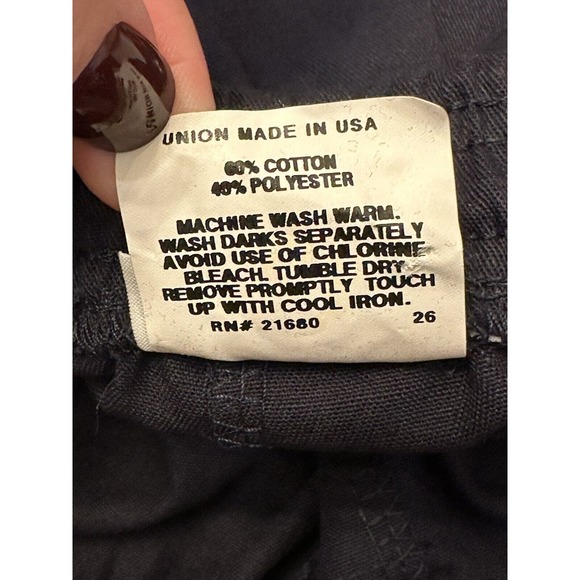 UNION MADE IN USA
60% COTTON
40% POLYESTER
MACHINE WASH WARM.
WASH DARKS SEPARATELY
AVOID USE OF CHLORINE
BLEACH. TUMBLE DRY
REMOVE PROMPTLY TOUCH
UP WITH COOL IRON.
RN# 21680 26